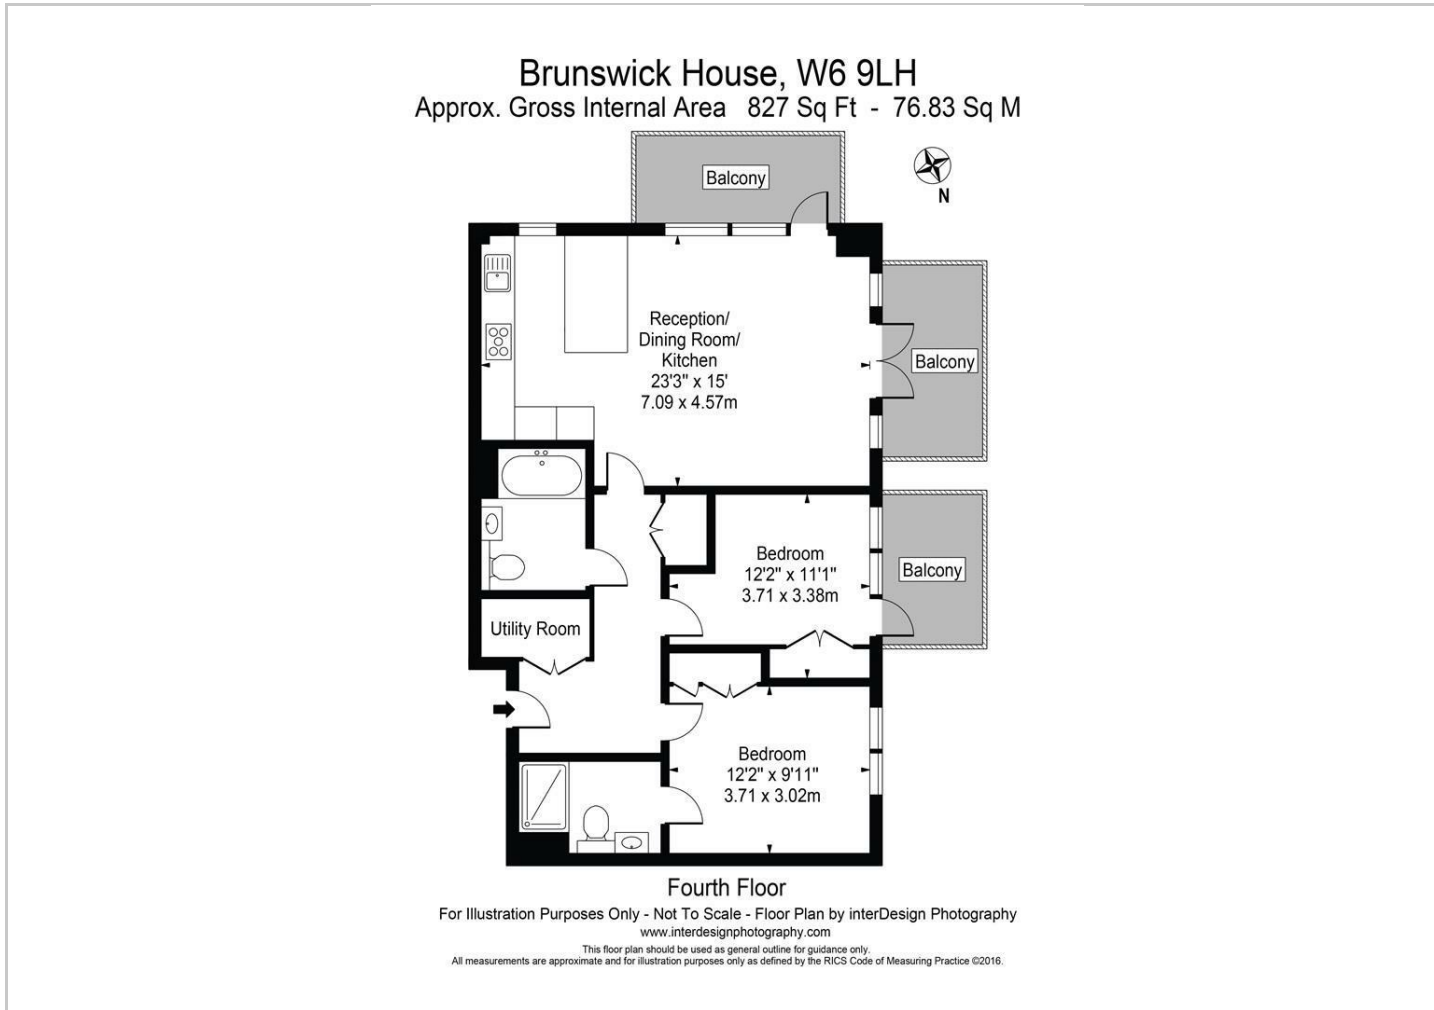 Brunswick House, W6 9LH
Approx. Gross Internal Area 827 Sq Ft - 76.83 Sq M
Balcony
N
Reception/
Dining Room/
Kitchen
23'3" x 15'
7.09 x 4.57m
Balcony
Bedroom
12'2" x 11'1"
3.71 x 3.38m
Balcony
Utility Room
Bedroom
12'2" x 9'11"
3.71 x 3.02m
Fourth Floor
For Illustration Purposes Only - Not To Scale - Floor Plan by interDesign Photography
www.interdesignphotography.com
This floor plan should be used as general outline for guidance only.
All measurements are approximate and for illustration purposes only as defined by the RICS Code of Measuring Practice ©2016.